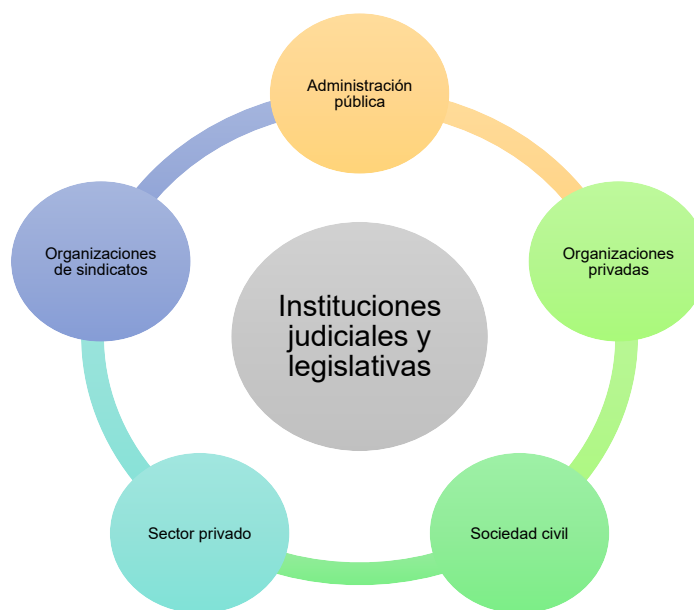 Administración
pública
Organizaciones
de sindicatos
Organizaciones
privadas
Instituciones
judiciales y
legislativas
Sector privado
Sociedad civil